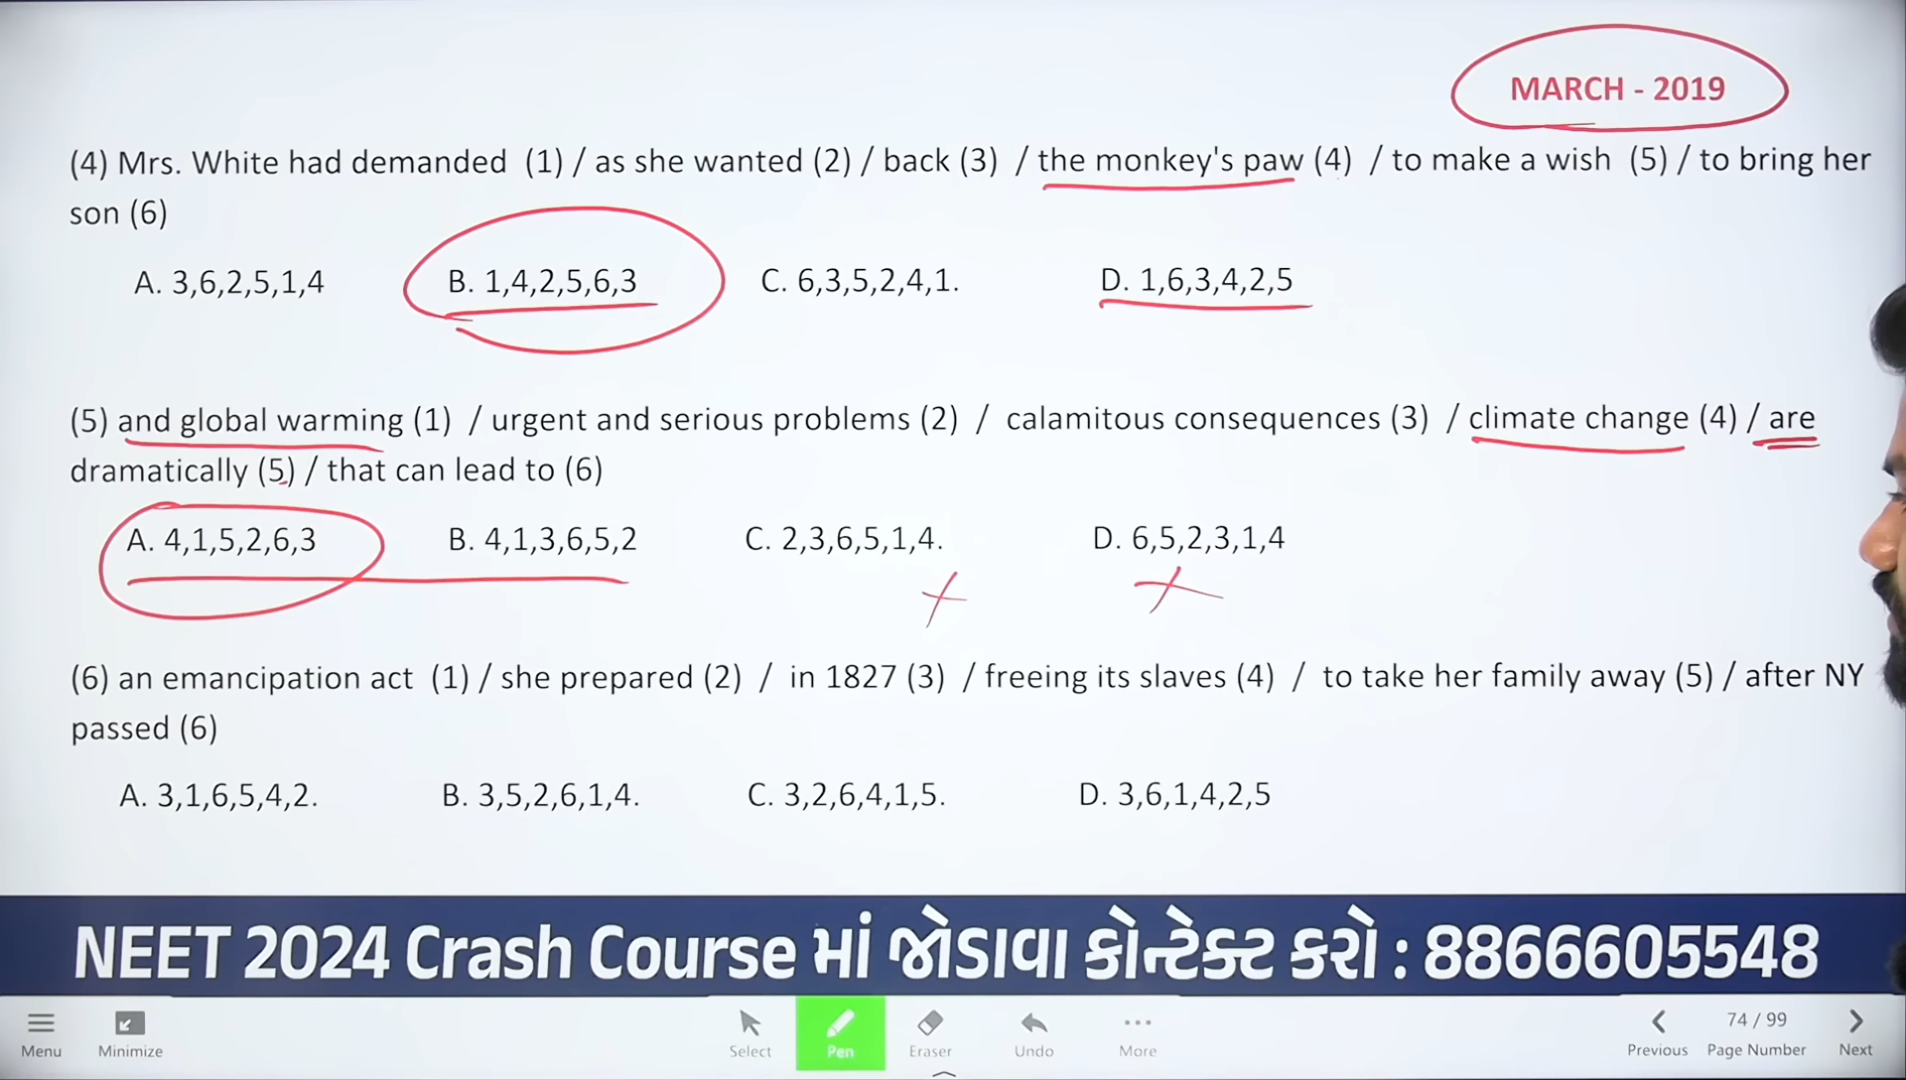 MARCH - 2019
(4) Mrs. White had demanded (1) / as she wanted (2) / back (3) / the monkey's paw (4) / to make a wish (5) / to bring her
son (6)
A. 3,6,2,5,1,4 B. 1,4,2,5,6,3 C. 6,3,5,2,4,1. D. 1,6,3,4,2,5
(5) and global warming (1) / urgent and serious problems (2) / calamitous consequences (3) / climate change (4) / are
dramatically (5) / that can lead to (6)
A. 4,1,5,2,6,3 B. 4,1,3,6,5,2 C. 2,3,6,5,1,4. D. 6,5,2,3,1,4
(6) an emancipation act (1) / she prepared (2) / in 1827 (3) / freeing its slaves (4) / to take her family away (5) / after NY
passed (6)
A. 3,1,6,5,4,2. B. 3,5,2,6,1,4. C. 3,2,6,4,1,5. D. 3,6,1,4,2,5
NEET 2024 Crash Course માં જોડાવા કોન્ટેક્ટ કરો : 8866605548
Menu Minimize Select Pen Eraser Undo More Previous 74 / 99 Page Number Next